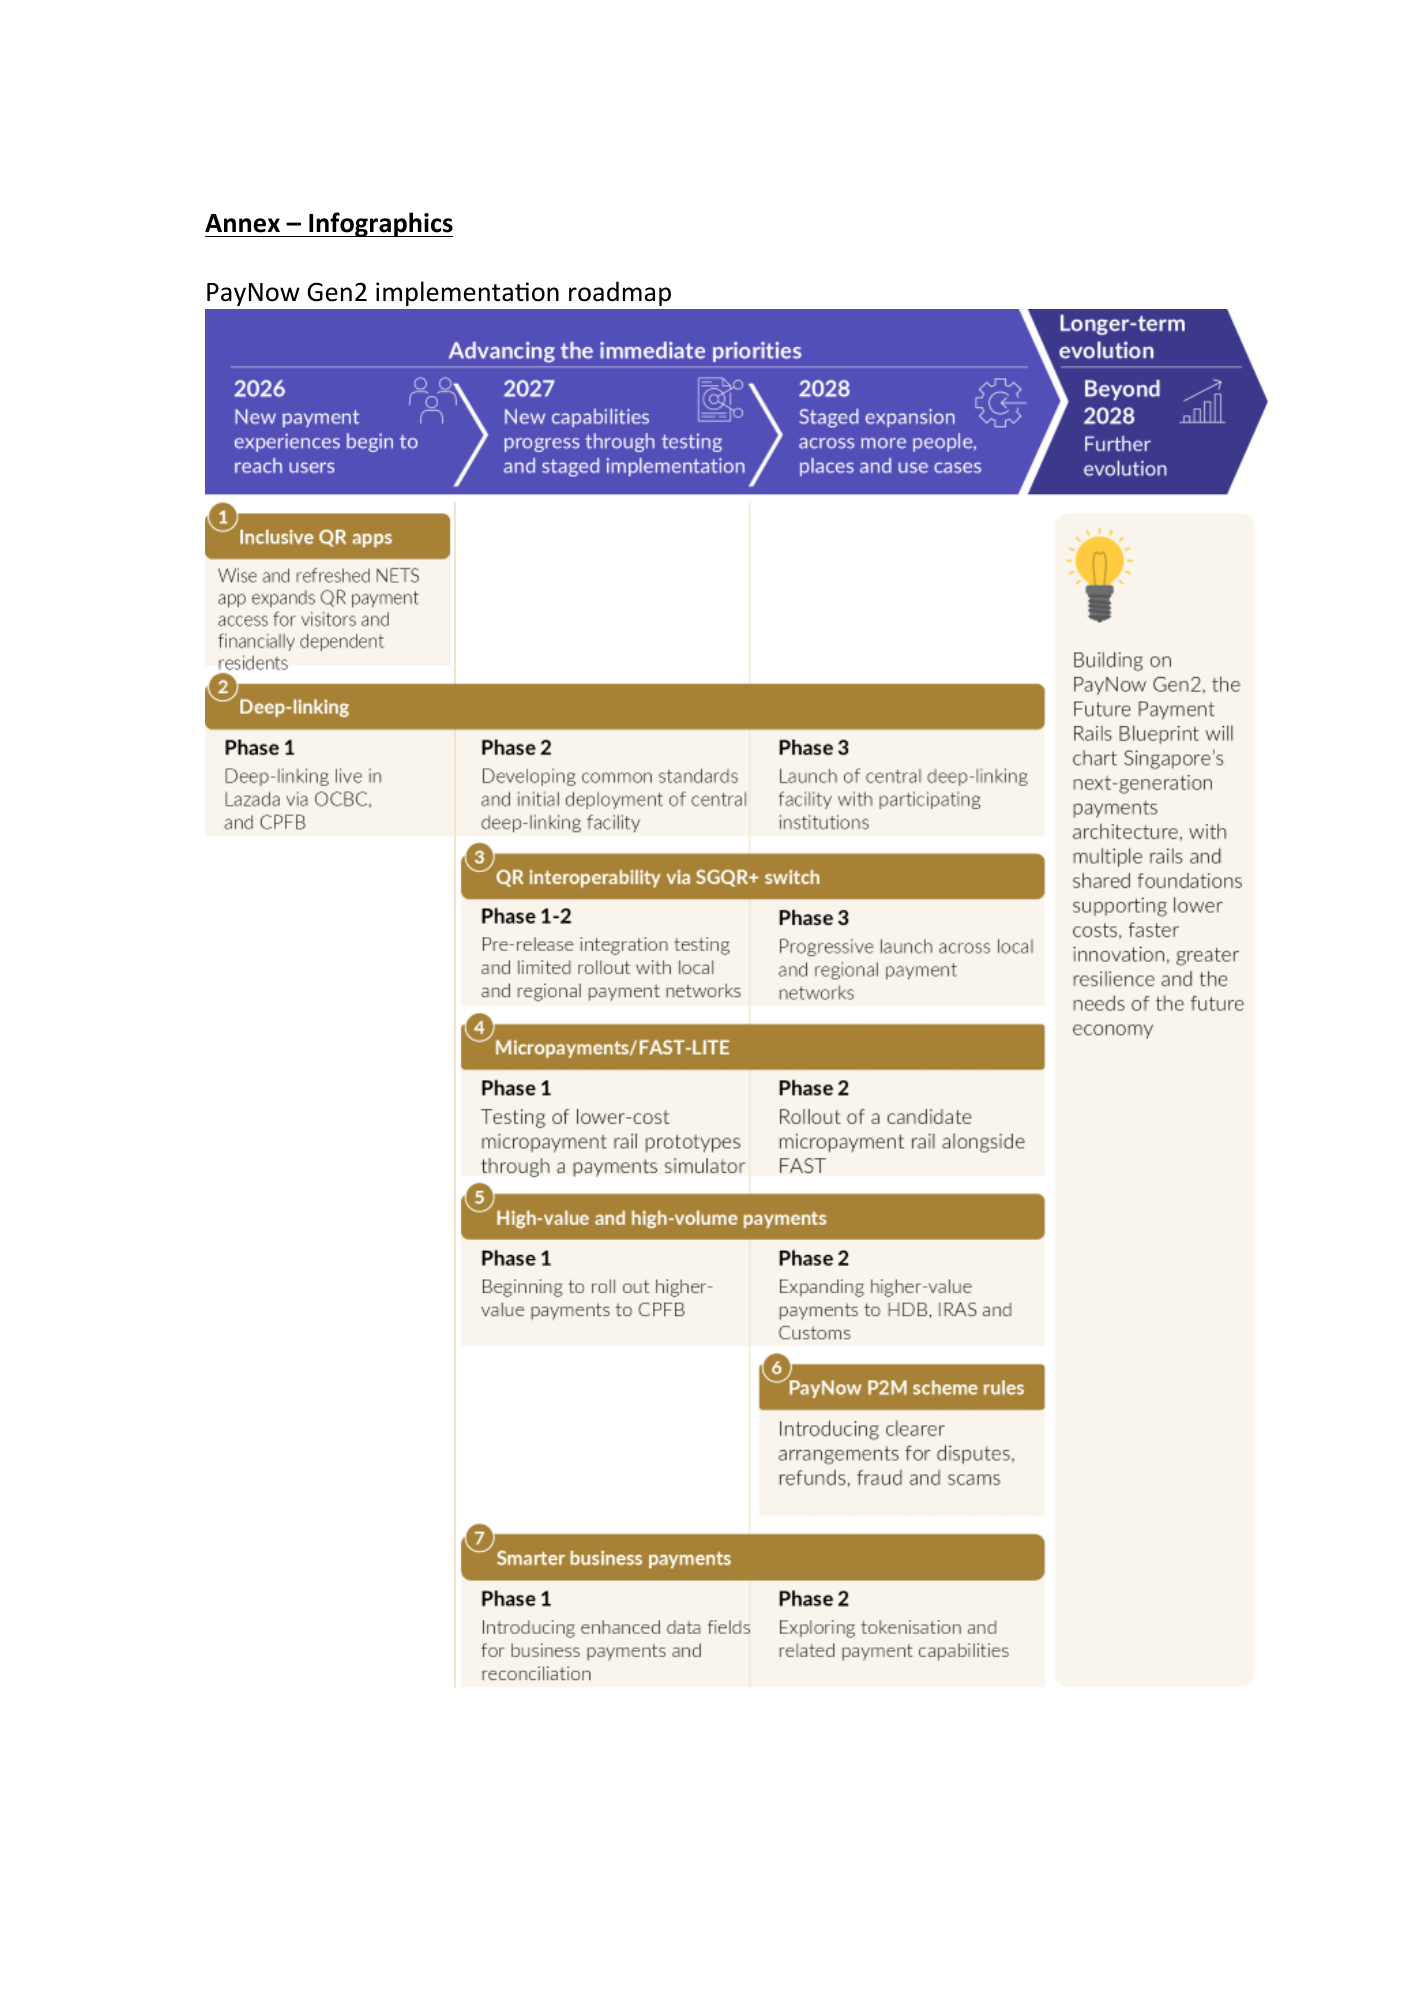 Annex – Infographics
PayNow Gen2 implementation roadmap
Advancing the immediate priorities
Longer-term
evolution
2026
New payment
experiences begin to
reach users
2027
New capabilities
progress through testing
and staged implementation
2028
Staged expansion
across more people,
places and use cases
Beyond
2028
Further
evolution
1
Inclusive QR apps
Wise and refreshed NETS
app expands QR payment
access for visitors and
financially dependent
residents
2
Deep-linking
Phase 1
Deep-linking live in
Lazada via OCBC,
and CPFB
Phase 2
Developing common standards
and initial deployment of central
deep-linking facility
Phase 3
Launch of central deep-linking
facility with participating
institutions
3
QR interoperability via SGQR+ switch
Phase 1-2
Pre-release integration testing
and limited rollout with local
and regional payment networks
Phase 3
Progressive launch across local
and regional payment
networks
4
Micropayments/FAST-LITE
Phase 1
Testing of lower-cost
micropayment rail prototypes
through a payments simulator
Phase 2
Rollout of a candidate
micropayment rail alongside
FAST
5
High-value and high-volume payments
Phase 1
Beginning to roll out higher-
value payments to CPFB
Phase 2
Expanding higher-value
payments to HDB, IRAS and
Customs
6
PayNow P2M scheme rules
Introducing clearer
arrangements for disputes,
refunds, fraud and scams
7
Smarter business payments
Phase 1
Introducing enhanced data fields
for business payments and
reconciliation
Phase 2
Exploring tokenisation and
related payment capabilities
Building on
PayNow Gen2, the
Future Payment
Rails Blueprint will
chart Singapore's
next-generation
payments
architecture, with
multiple rails and
shared foundations
supporting lower
costs, faster
innovation, greater
resilience and the
needs of the future
economy